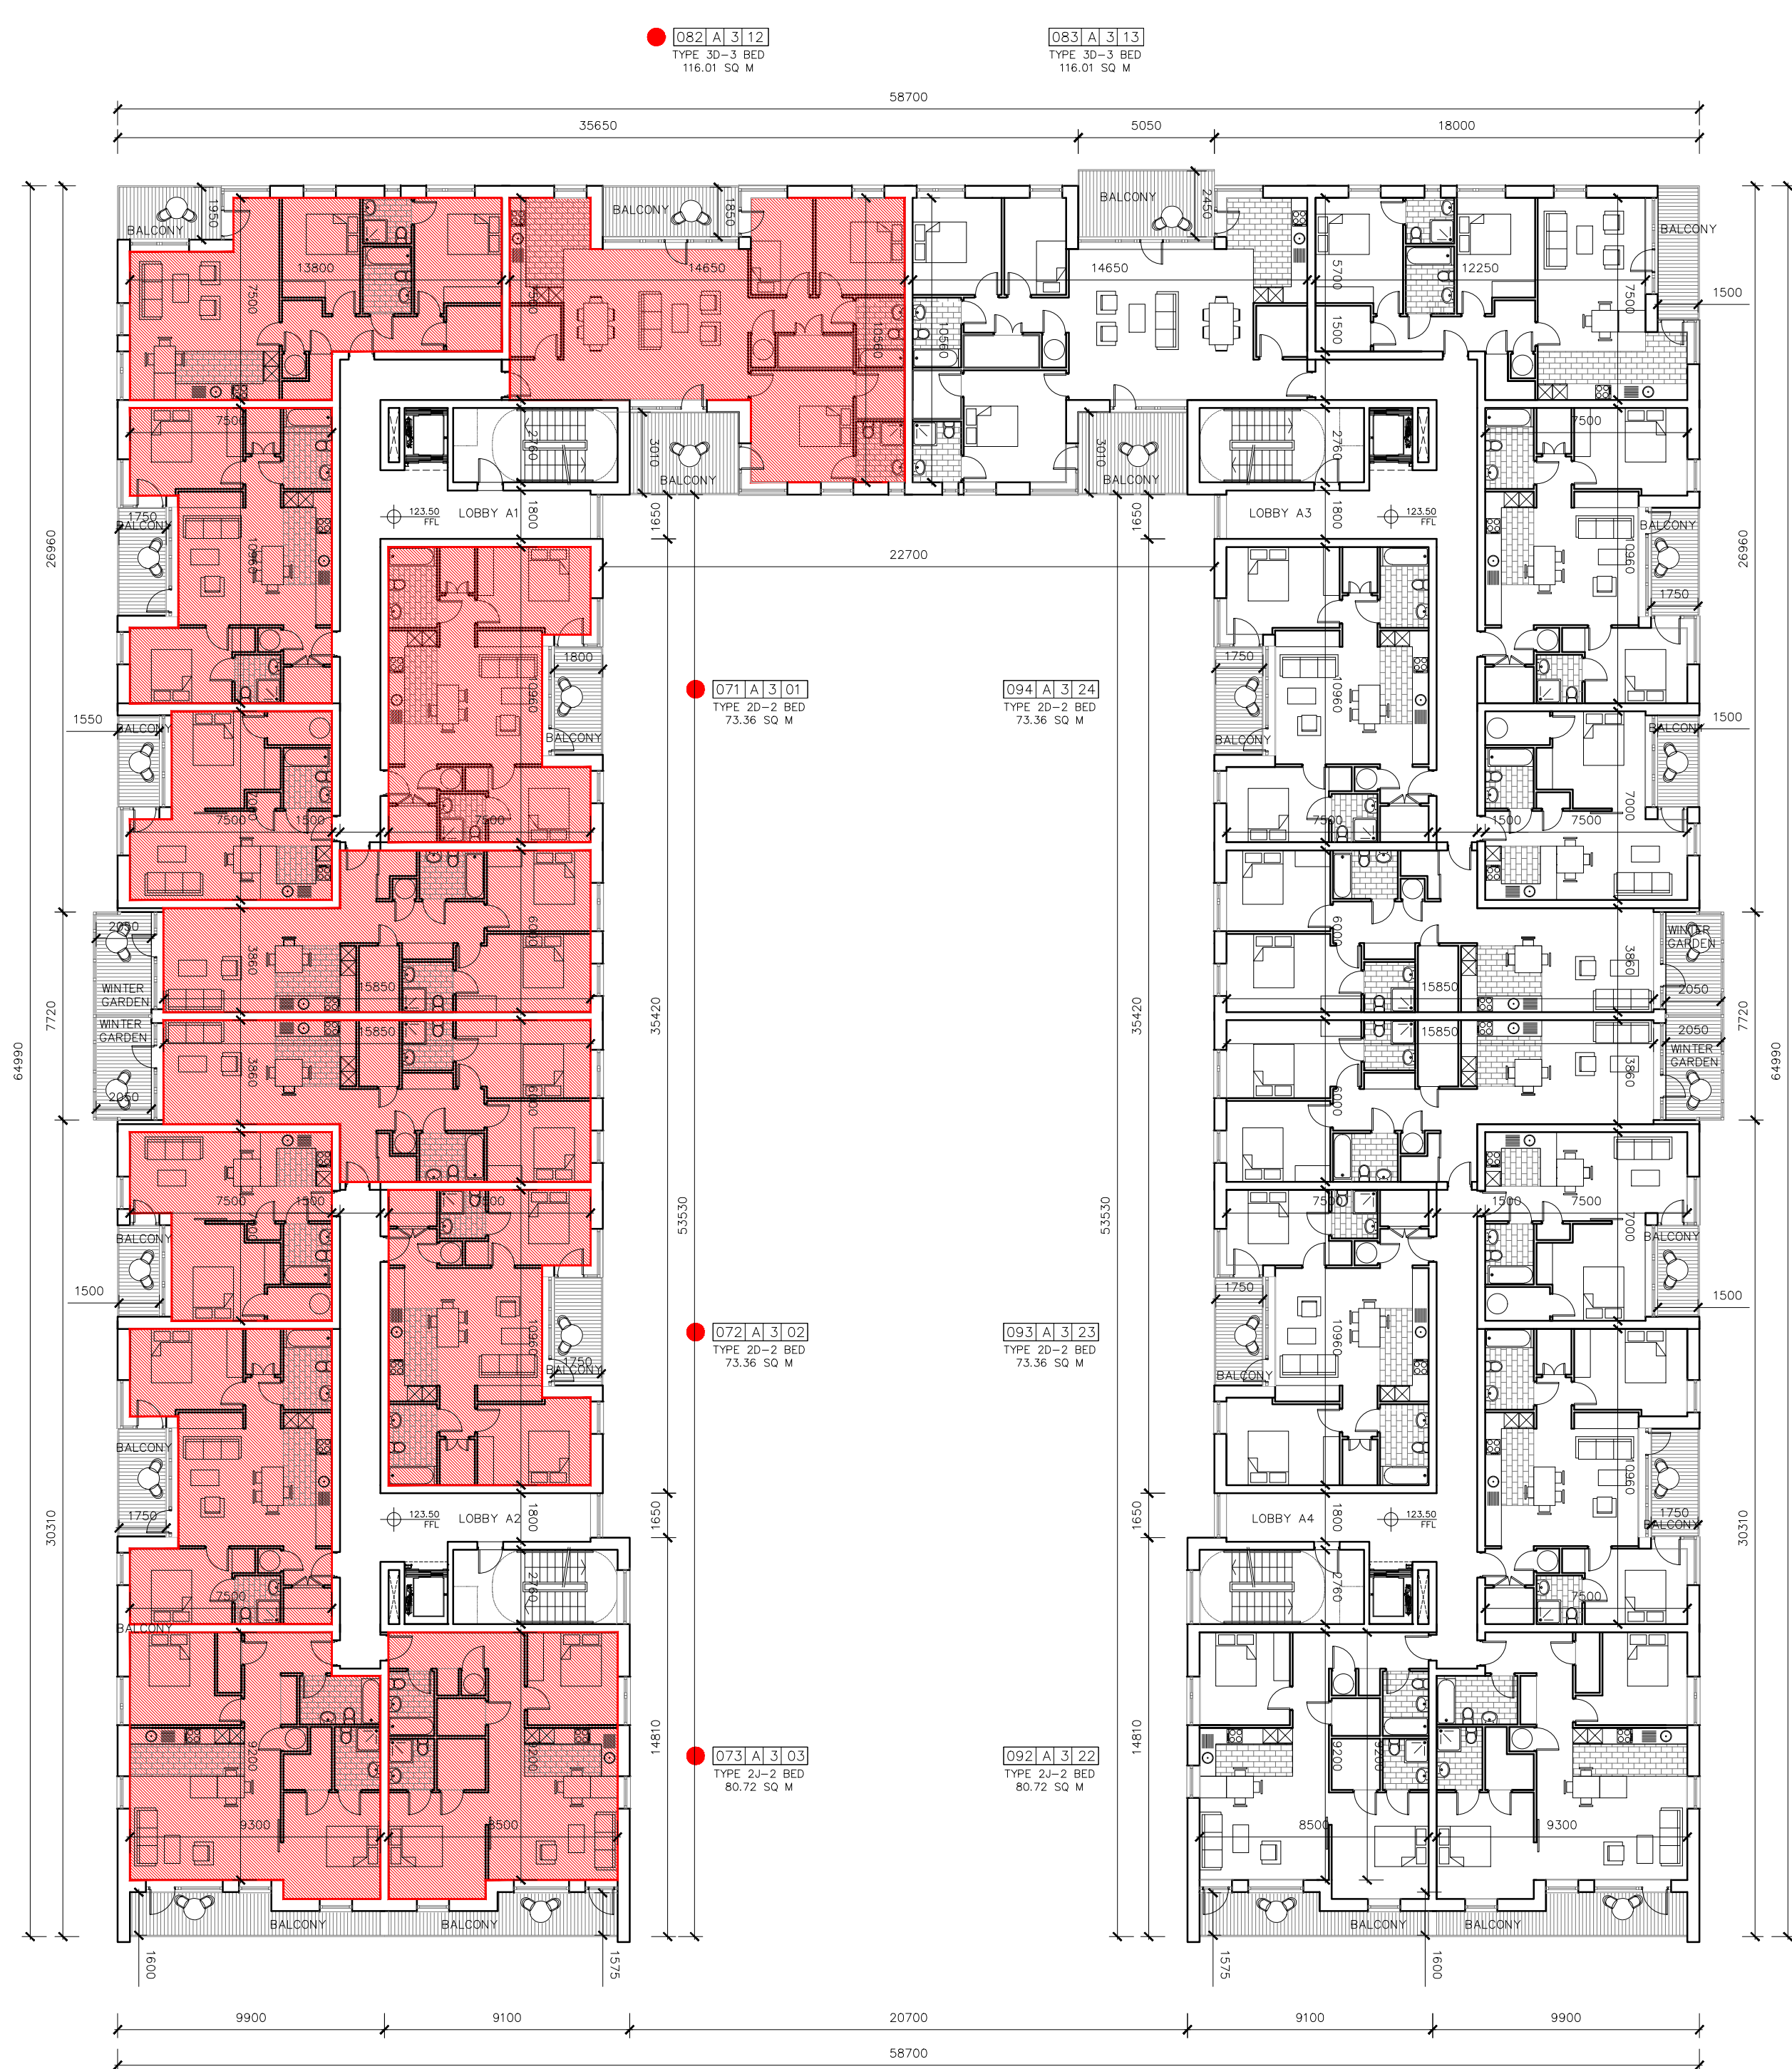 082 A 3 12
TYPE 3D-3 BED
116.01 SQ M
083 A 3 13
TYPE 3D-3 BED
116.01 SQ M
58700
35650
5050
18000
BALCONY
1950
BALCONY
1850
BALCONY
2450
BALCONY
13800
7500
14650
10560
14650
10560
5700
12250
7500
1500
1500
7500
2760
3010
BALCONY
3010
BALCONY
2760
7500
1750
BALCONY
10960
123.50
FFL
LOBBY A1
1800
1650
1650
LOBBY A3
1800
123.50
FFL
BALCONY
10960
1750
26960
26960
22700
1800
BALCONY
10960
1750
BALCONY
10960
071 A 3 01
TYPE 2D-2 BED
73.36 SQ M
094 A 3 24
TYPE 2D-2 BED
73.36 SQ M
1550
BALCONY
7000
7500
1500
7500
7500
1500
7500
7000
BALCONY
1500
2050
WINTER
GARDEN
3860
15850
6000
6000
15850
3860
WINTER
GARDEN
2050
7720
35420
35420
7720
64990
64990
WINTER
GARDEN
2050
3860
15850
6000
6000
15850
3860
2050
WINTER
GARDEN
7500
1500
7500
7000
BALCONY
1500
7500
1500
7500
7000
BALCONY
1500
53530
53530
10960
1750
BALCONY
1750
BALCONY
10960
072 A 3 02
TYPE 2D-2 BED
73.36 SQ M
093 A 3 23
TYPE 2D-2 BED
73.36 SQ M
BALCONY
1750
10960
1750
BALCONY
30310
30310
123.50
FFL
LOBBY A2
1800
1650
1650
LOBBY A4
1800
123.50
FFL
7500
BALCONY
2760
2760
7500
9200
9200
9200
9200
14810
14810
073 A 3 03
TYPE 2J-2 BED
80.72 SQ M
092 A 3 22
TYPE 2J-2 BED
80.72 SQ M
9300
8500
8500
9300
BALCONY
BALCONY
BALCONY
BALCONY
1600
1575
1575
1600
9900
9100
20700
9100
9900
58700